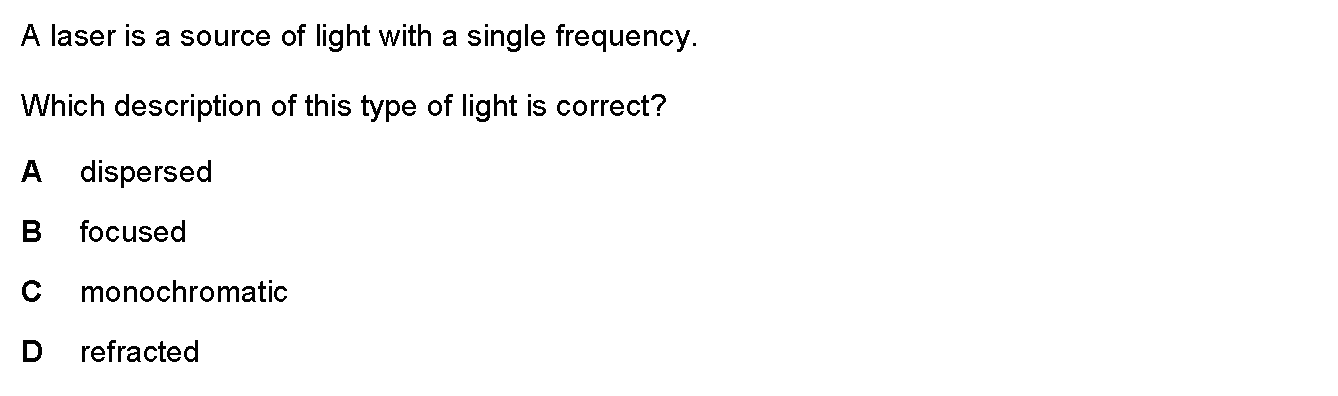 A laser is a source of light with a single frequency.
Which description of this type of light is correct?
A dispersed
B focused
C monochromatic
D refracted